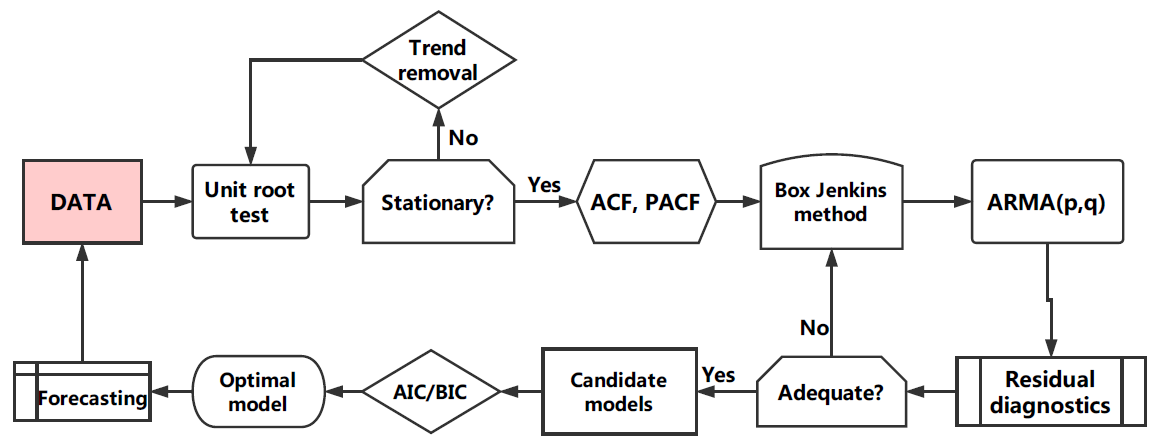 Trend
removal
No
DATA
Unit root
test
Stationary?
Yes
ACF, PACF
Box Jenkins
method
ARMA(p,q)
No
Forecasting
Optimal
model
AIC/BIC
Candidate
models
Yes
Adequate?
Residual
diagnostics